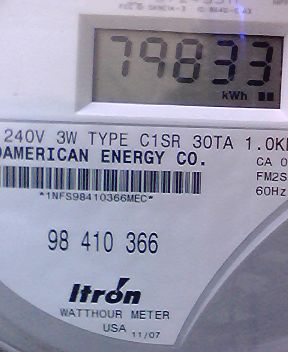 79833
kWh
240V 3W TYPE C1SR 30TA 1.0K
AMERICAN ENERGY CO.
CA 0
FM2S
60Hz
*1NFS98410366MEC*
98 410 366
Itron
WATTHOUR METER
USA 11/07